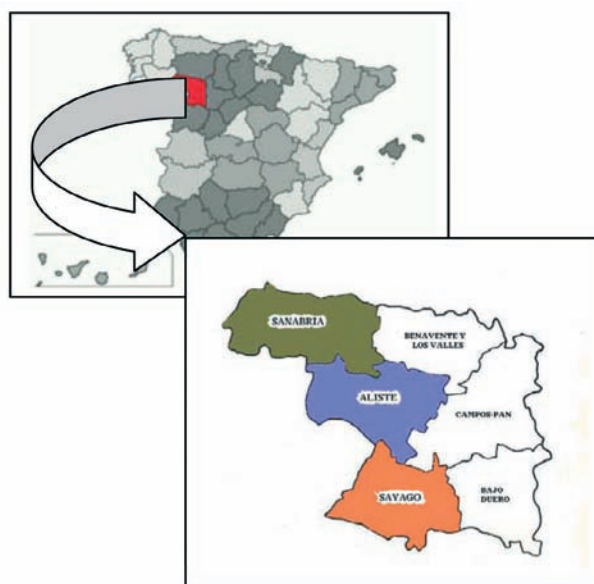 SANABRIA
BENAVENTE Y
LOS VALLES
ALISTE
CAMPOS-PAN
SAYAGO
BAJO
DUERO